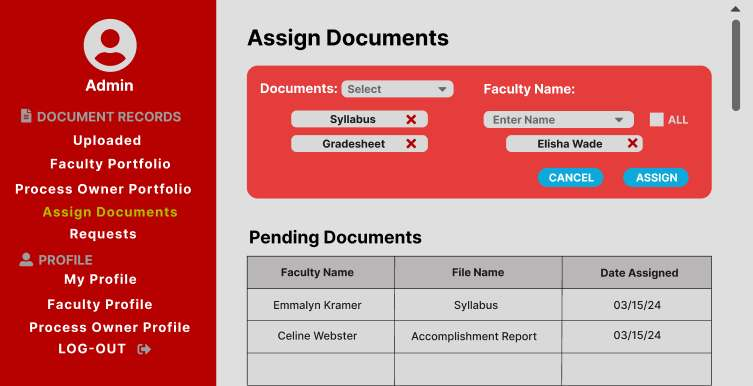 Admin
DOCUMENT RECORDS
Uploaded
Faculty Portfolio
Process Owner Portfolio
Assign Documents
Requests
PROFILE
My Profile
Faculty Profile
Process Owner Profile
LOG-OUT
Assign Documents
Documents: Select
Syllabus
Gradesheet
Faculty Name:
Enter Name ALL
Elisha Wade
CANCEL ASSIGN
Pending Documents
Faculty Name File Name Date Assigned
Emmalyn Kramer Syllabus 03/15/24
Celine Webster Accomplishment Report 03/15/24